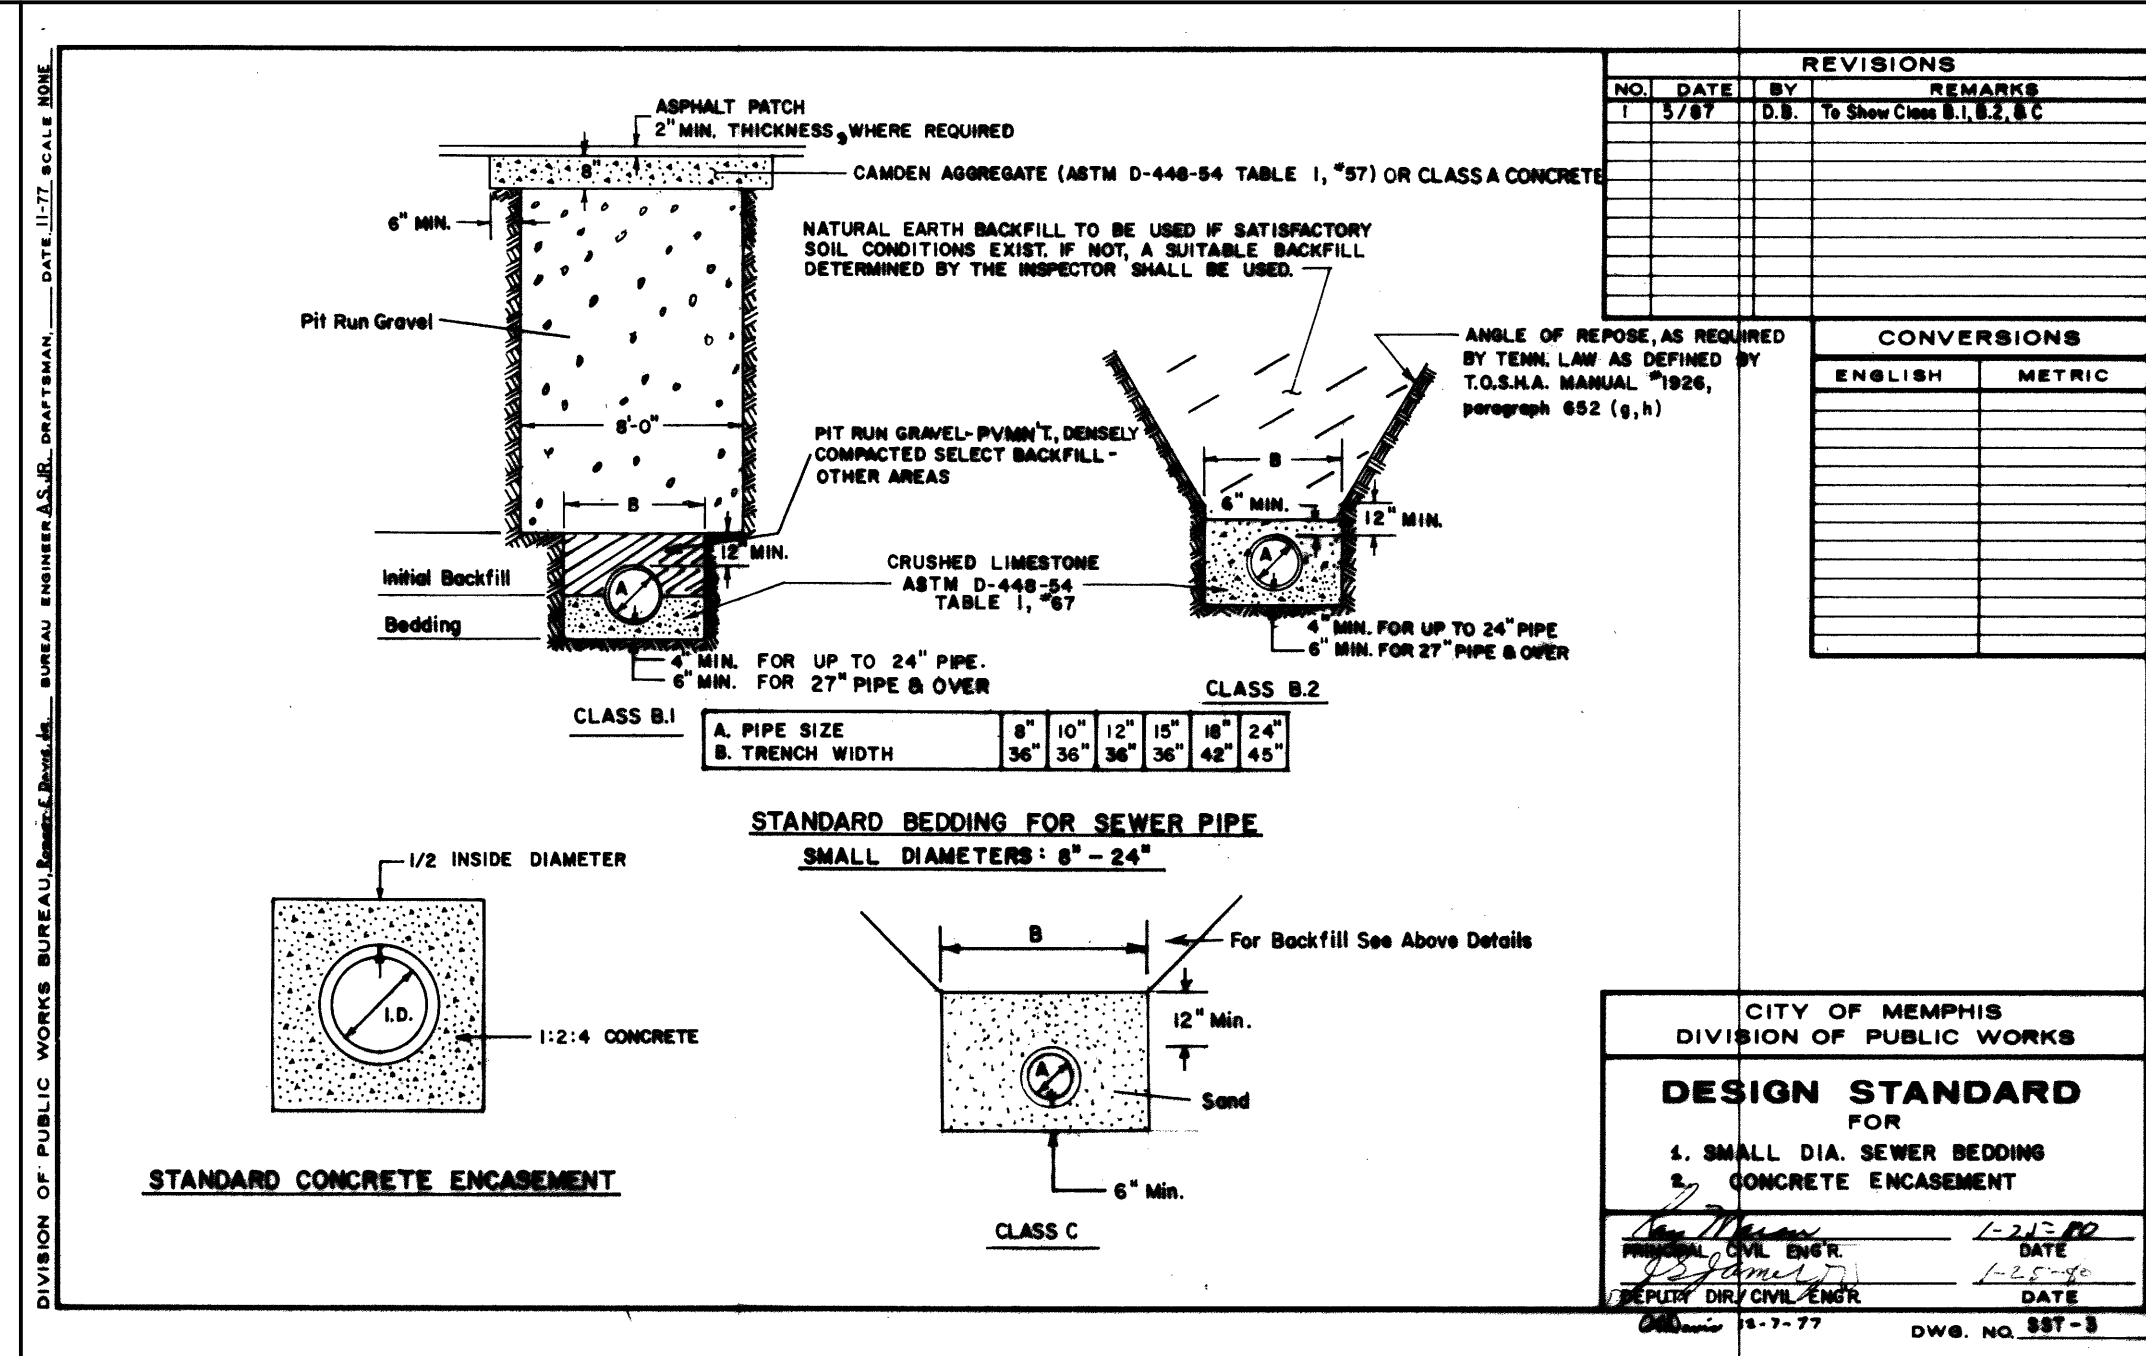 DIVISION OF PUBLIC WORKS BUREAU, Robert E. Davis, Jr. BUREAU ENGINEER A.S. JR. DRAFTSMAN, DATE 11-77 SCALE NONE
ASPHALT PATCH
2" MIN. THICKNESS, WHERE REQUIRED
8"
CAMDEN AGGREGATE (ASTM D-448-54 TABLE 1, #57) OR CLASS A CONCRETE
6" MIN.
NATURAL EARTH BACKFILL TO BE USED IF SATISFACTORY
SOIL CONDITIONS EXIST. IF NOT, A SUITABLE BACKFILL
DETERMINED BY THE INSPECTOR SHALL BE USED.
Pit Run Gravel
8'-0"
ANGLE OF REPOSE, AS REQUIRED
BY TENN. LAW AS DEFINED BY
T.O.S.H.A. MANUAL #1926,
paragraph 652 (g,h)
PIT RUN GRAVEL-PVMN'T., DENSELY
COMPACTED SELECT BACKFILL-
OTHER AREAS
B
B
6" MIN.
12" MIN.
12" MIN.
Initial Backfill
A
A
CRUSHED LIMESTONE
ASTM D-448-54
TABLE 1, #67
Bedding
4" MIN. FOR UP TO 24" PIPE.
6" MIN. FOR 27" PIPE & OVER
4" MIN. FOR UP TO 24" PIPE
6" MIN. FOR 27" PIPE & OVER
CLASS B.1
CLASS B.2
A. PIPE SIZE 8" 10" 12" 15" 18" 24"
B. TRENCH WIDTH 36" 36" 36" 36" 42" 45"
STANDARD BEDDING FOR SEWER PIPE
SMALL DIAMETERS: 8" - 24"
1/2 INSIDE DIAMETER
I.D.
1:2:4 CONCRETE
STANDARD CONCRETE ENCASEMENT
B
For Backfill See Above Details
12" Min.
A
Sand
6" Min.
CLASS C
REVISIONS
NO. DATE BY REMARKS
1 5/87 D.B. To Show Class B.1, B.2, & C
CONVERSIONS
ENGLISH METRIC
CITY OF MEMPHIS
DIVISION OF PUBLIC WORKS
DESIGN STANDARD
FOR
1. SMALL DIA. SEWER BEDDING
2. CONCRETE ENCASEMENT
1-25-80
PRINCIPAL CIVIL ENG'R. DATE
1-25-80
DEPUTY DIR./CIVIL ENG'R. DATE
Davis 12-7-77
DWG. NO. SST-3